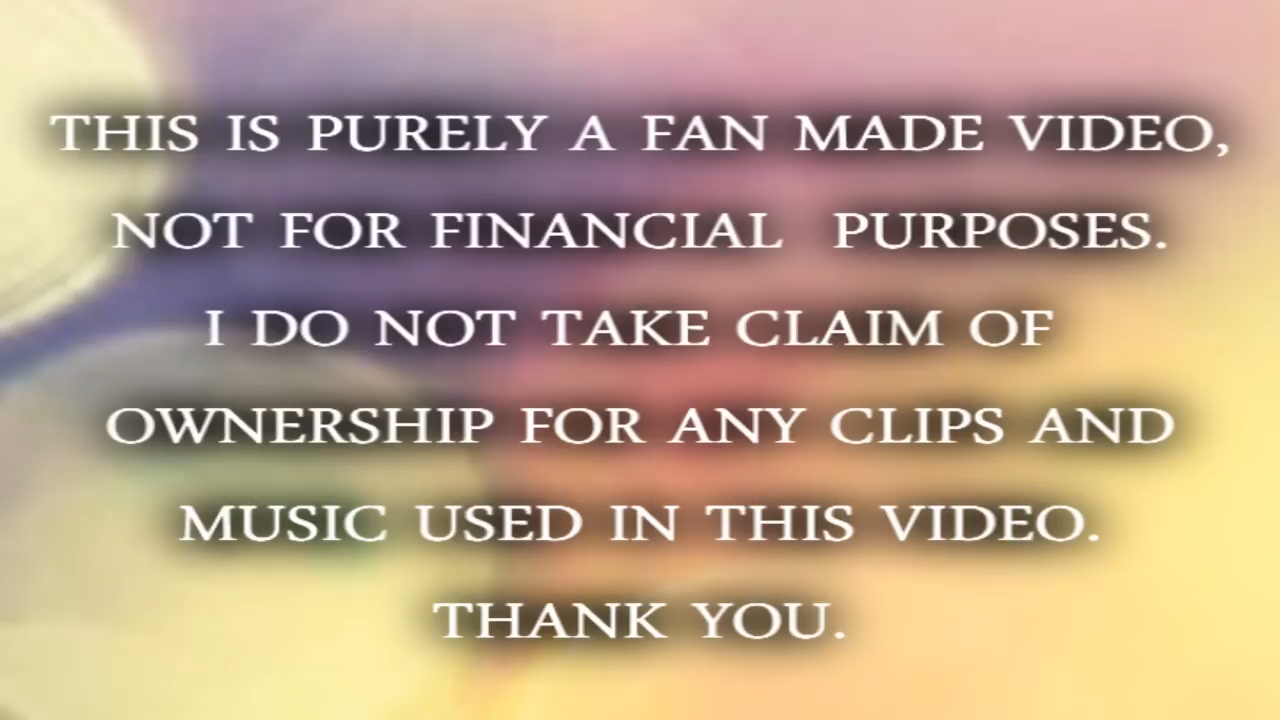 THIS IS PURELY A FAN MADE VIDEO,
NOT FOR FINANCIAL PURPOSES.
I DO NOT TAKE CLAIM OF
OWNERSHIP FOR ANY CLIPS AND
MUSIC USED IN THIS VIDEO.
THANK YOU.